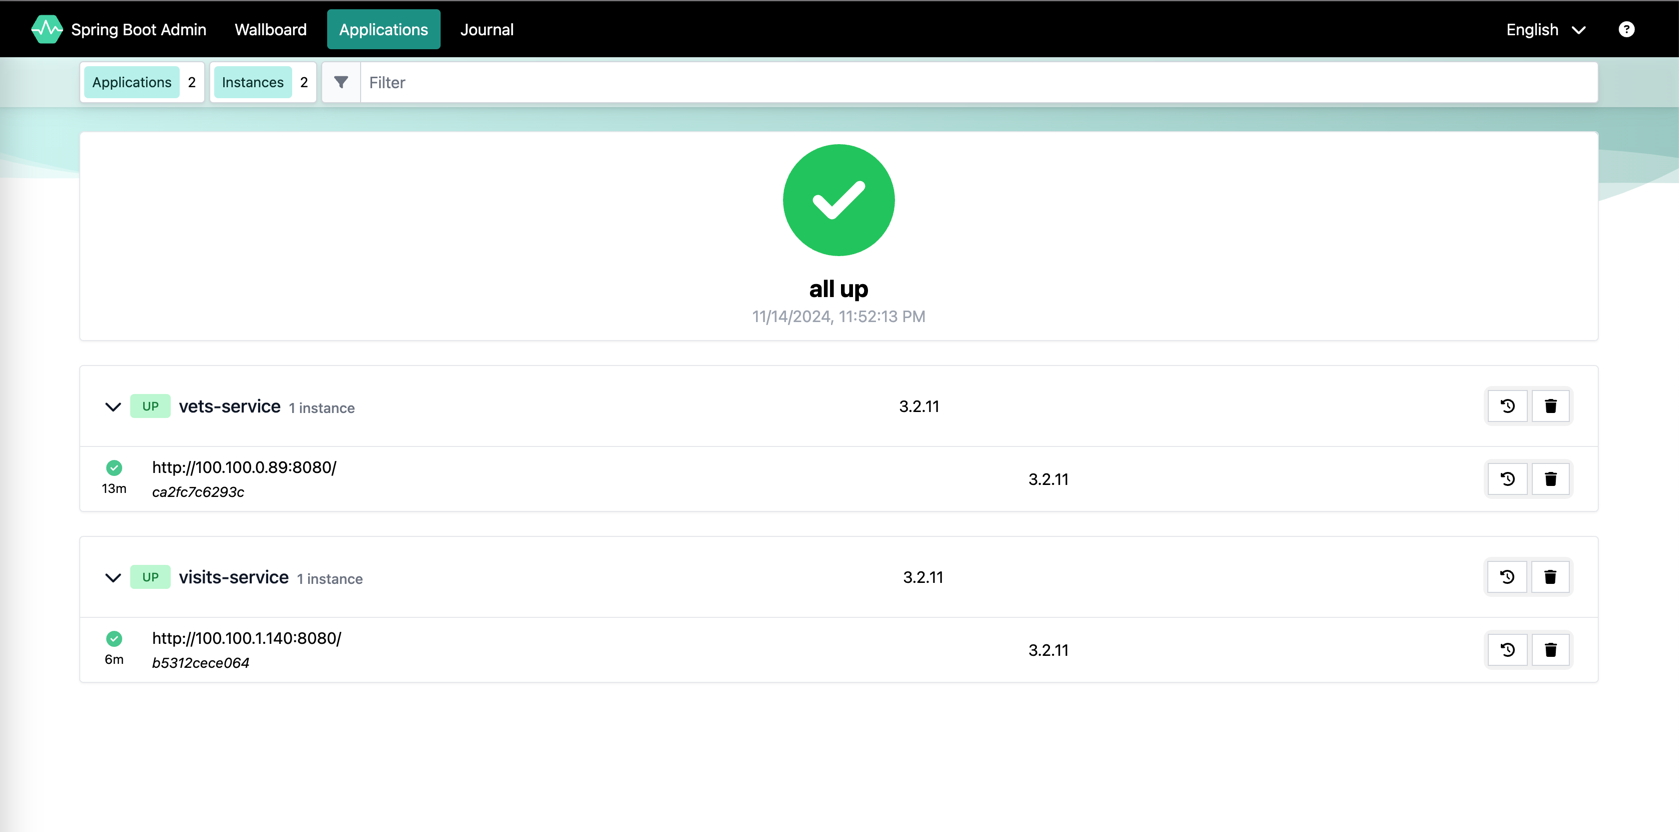 Spring Boot Admin Wallboard Applications Journal English ?
Applications 2 Instances 2 Filter
all up
11/14/2024, 11:52:13 PM
UP vets-service 1 instance 3.2.11
http://100.100.0.89:8080/
13m ca2fc7c6293c 3.2.11
UP visits-service 1 instance 3.2.11
http://100.100.1.140:8080/
6m b5312cece064 3.2.11